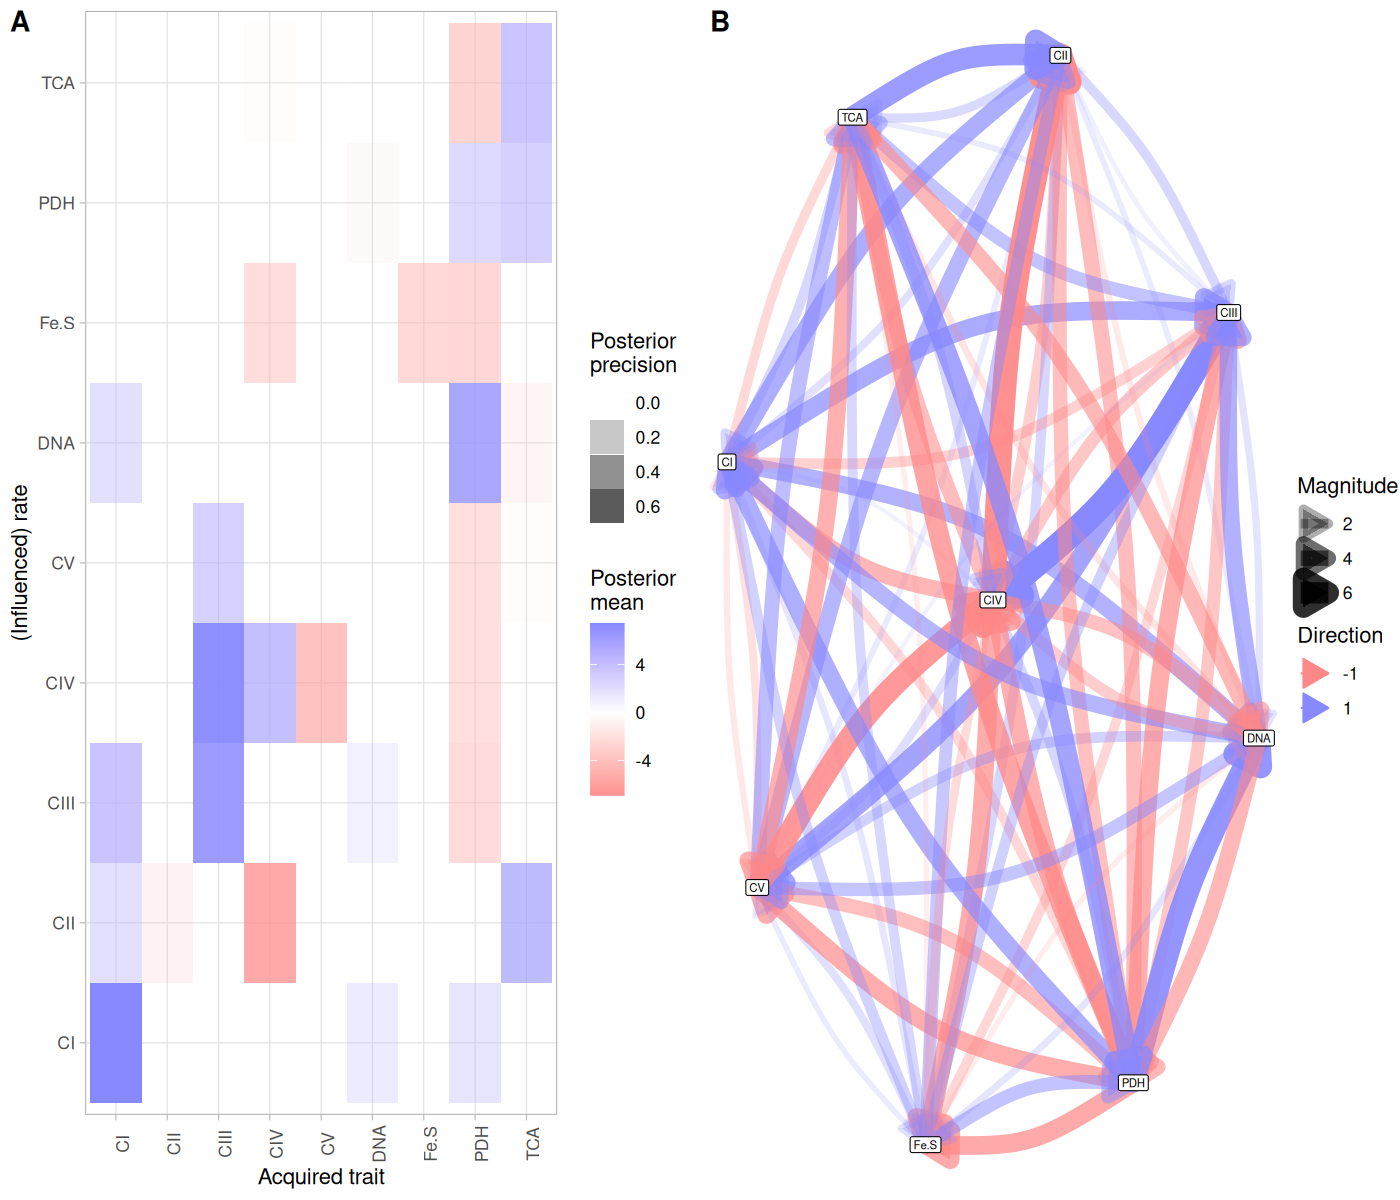 A
TCA
PDH
Fe.S
DNA
CV
CIV
CIII
CII
CI
(Influenced) rate
CI
CII
CIII
CIV
CV
DNA
Fe.S
PDH
TCA
Acquired trait
Posterior
precision
0.0
0.2
0.4
0.6
Posterior
mean
4
0
-4
B
CII
TCA
CIII
CI
CIV
DNA
CV
PDH
Fe.S
Magnitude
2
4
6
Direction
-1
1